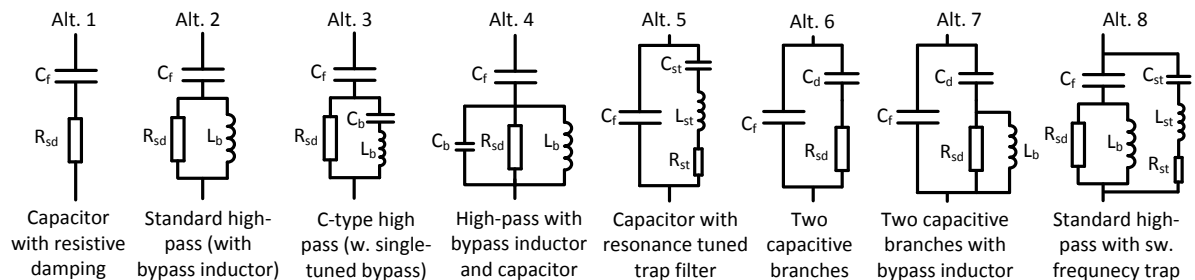 Alt. 1
Alt. 2
Alt. 3
Alt. 4
Alt. 5
Alt. 6
Alt. 7
Alt. 8
Cf
Rsd
Cf
Rsd
Lb
Cf
Rsd
Cb
Lb
Cf
Cb
Rsd
Lb
Cf
Cst
Lst
Rst
Cf
Cd
Rsd
Cf
Cd
Rsd
Lb
Cf
Rsd
Lb
Cst
Lst
Rst
Capacitor
with resistive
damping
Standard high-
pass (with
bypass inductor)
C-type high
pass (w. single-
tuned bypass)
High-pass with
bypass inductor
and capacitor
Capacitor with
resonance tuned
trap filter
Two
capacitive
branches
Two capacitive
branches with
bypass inductor
Standard high-
pass with sw.
frequnecy trap